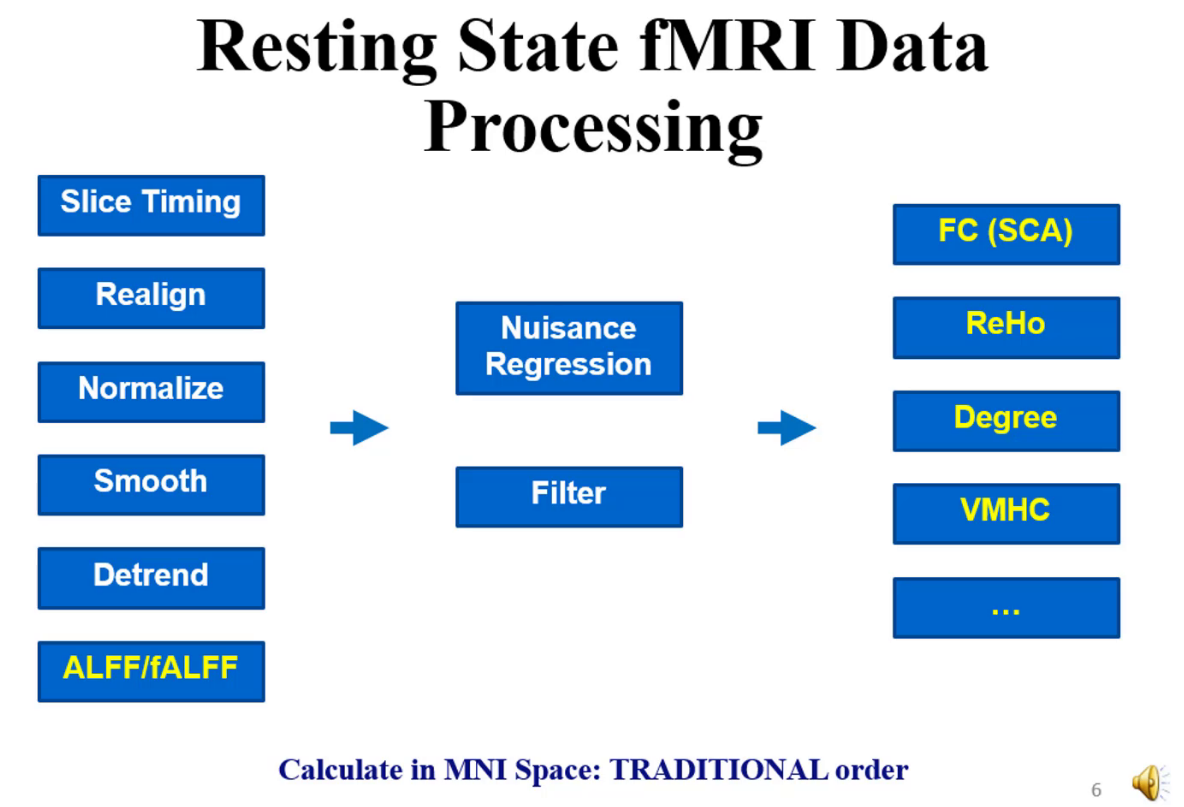 Resting State fMRI Data
Processing
Slice Timing
Realign
Normalize
Smooth
Detrend
ALFF/fALFF
Nuisance
Regression
Filter
FC (SCA)
ReHo
Degree
VMHC
...
Calculate in MNI Space: TRADITIONAL order
6